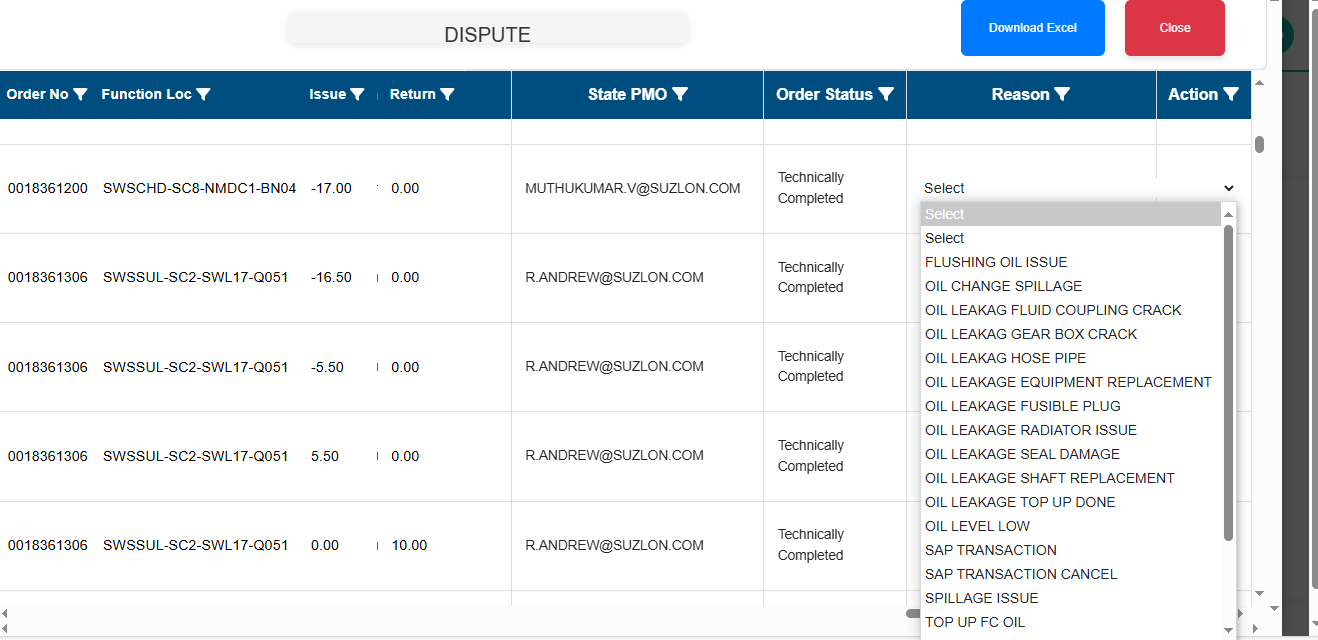 DISPUTE
Download Excel
Close
Order No Function Loc Issue Return State PMO Order Status Reason Action
0018361200 SWSCHD-SC8-NMDC1-BN04 -17.00 0.00 MUTHUKUMAR.V@SUZLON.COM Technically
Completed
Select
0018361306 SWSSUL-SC2-SWL17-Q051 -16.50 0.00 R.ANDREW@SUZLON.COM Technically
Completed
0018361306 SWSSUL-SC2-SWL17-Q051 -5.50 0.00 R.ANDREW@SUZLON.COM Technically
Completed
0018361306 SWSSUL-SC2-SWL17-Q051 5.50 0.00 R.ANDREW@SUZLON.COM Technically
Completed
0018361306 SWSSUL-SC2-SWL17-Q051 0.00 10.00 R.ANDREW@SUZLON.COM Technically
Completed
Select
Select
FLUSHING OIL ISSUE
OIL CHANGE SPILLAGE
OIL LEAKAG FLUID COUPLING CRACK
OIL LEAKAG GEAR BOX CRACK
OIL LEAKAG HOSE PIPE
OIL LEAKAGE EQUIPMENT REPLACEMENT
OIL LEAKAGE FUSIBLE PLUG
OIL LEAKAGE RADIATOR ISSUE
OIL LEAKAGE SEAL DAMAGE
OIL LEAKAGE SHAFT REPLACEMENT
OIL LEAKAGE TOP UP DONE
OIL LEVEL LOW
SAP TRANSACTION
SAP TRANSACTION CANCEL
SPILLAGE ISSUE
TOP UP FC OIL